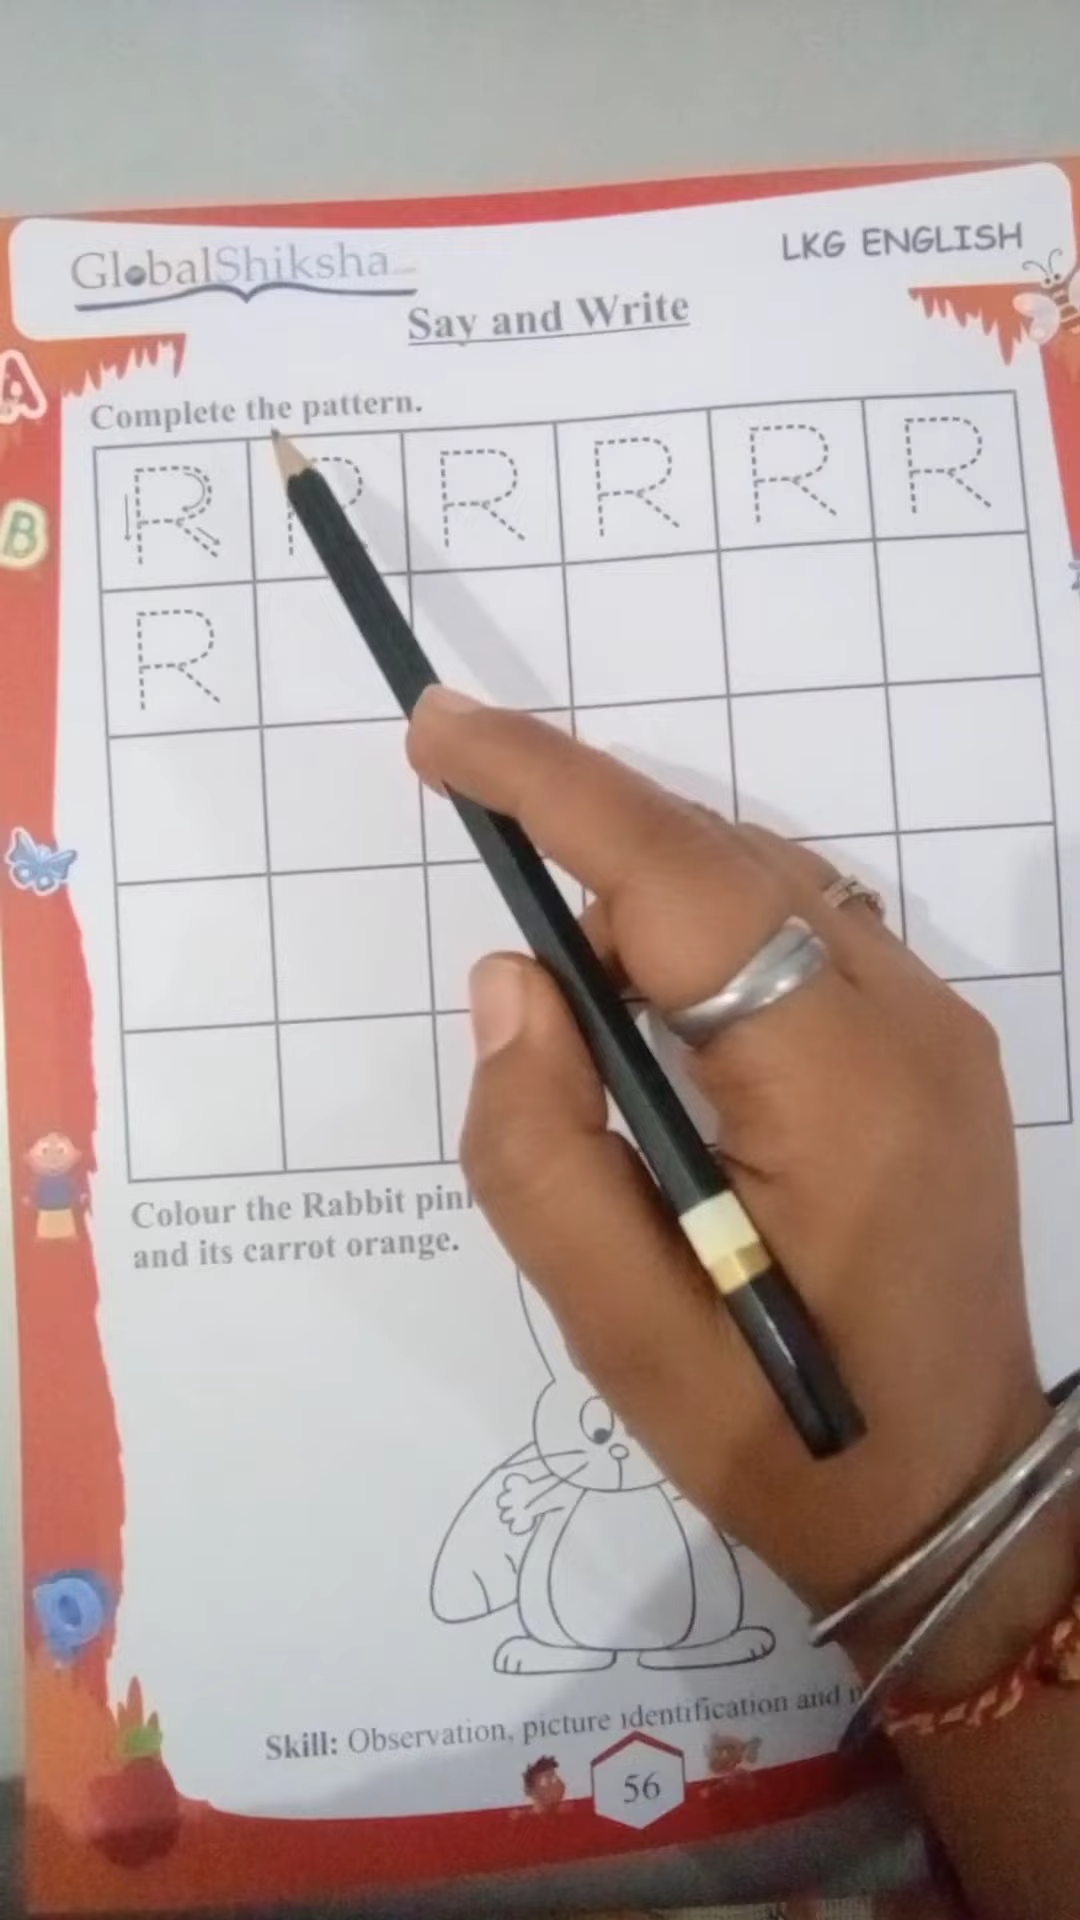 GlobalShiksha
LKG ENGLISH
Say and Write
A
Complete the pattern.
R R R R R R
B
R
Colour the Rabbit
and its carrot orange.
Skill: Observation, picture identification and
56